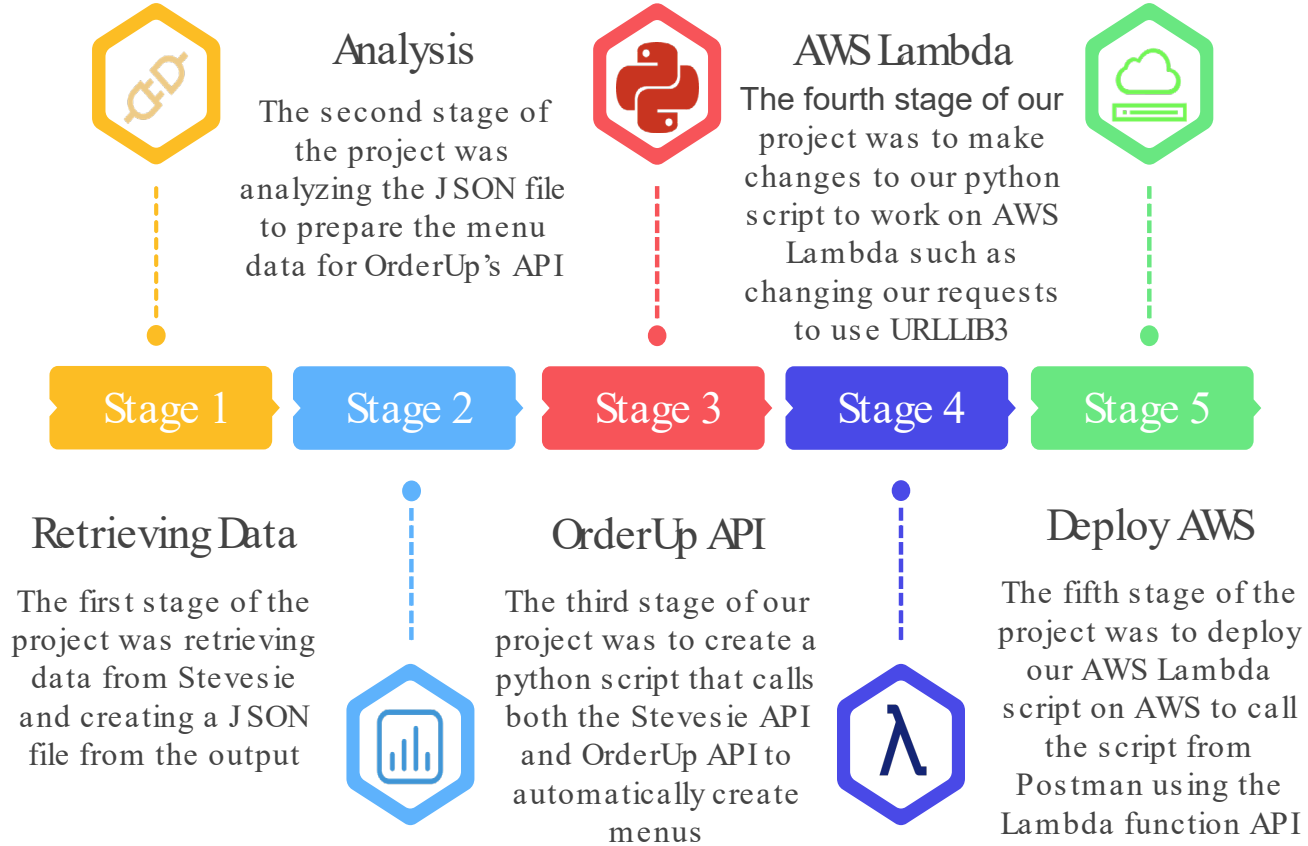 Analysis
The second stage of
the project was
analyzing the JSON file
to prepare the menu
data for OrderUp’s API
AWS Lambda
The fourth stage of our
project was to make
changes to our python
script to work on AWS
Lambda such as
changing our requests
to use URLLIB3
Stage 1
Stage 2
Stage 3
Stage 4
Stage 5
Retrieving Data
The first stage of the
project was retrieving
data from Stevesie
and creating a JSON
file from the output
OrderUp API
The third stage of our
project was to create a
python script that calls
both the Stevesie API
and OrderUp API to
automatically create
menus
λ
Deploy AWS
The fifth stage of the
project was to deploy
our AWS Lambda
script on AWS to call
the script from
Postman using the
Lambda function API